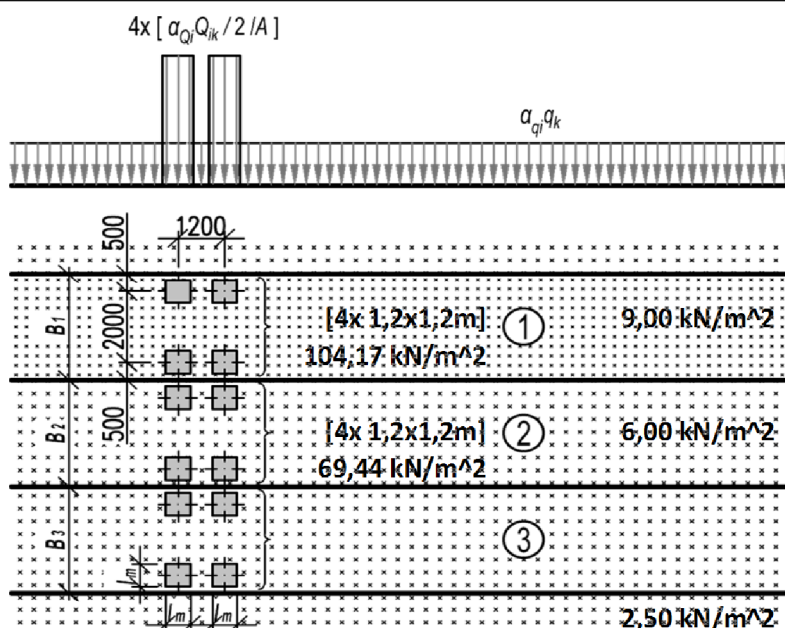 4x [ αQiQik / 2 /A ]
αqiqk
500
1200
B1
2000
[4x 1,2x1,2m]
104,17 kN/m^2
1
9,00 kN/m^2
B2
500
[4x 1,2x1,2m]
69,44 kN/m^2
2
6,00 kN/m^2
B3
3
Lm
Lm
Lm
2,50 kN/m^2